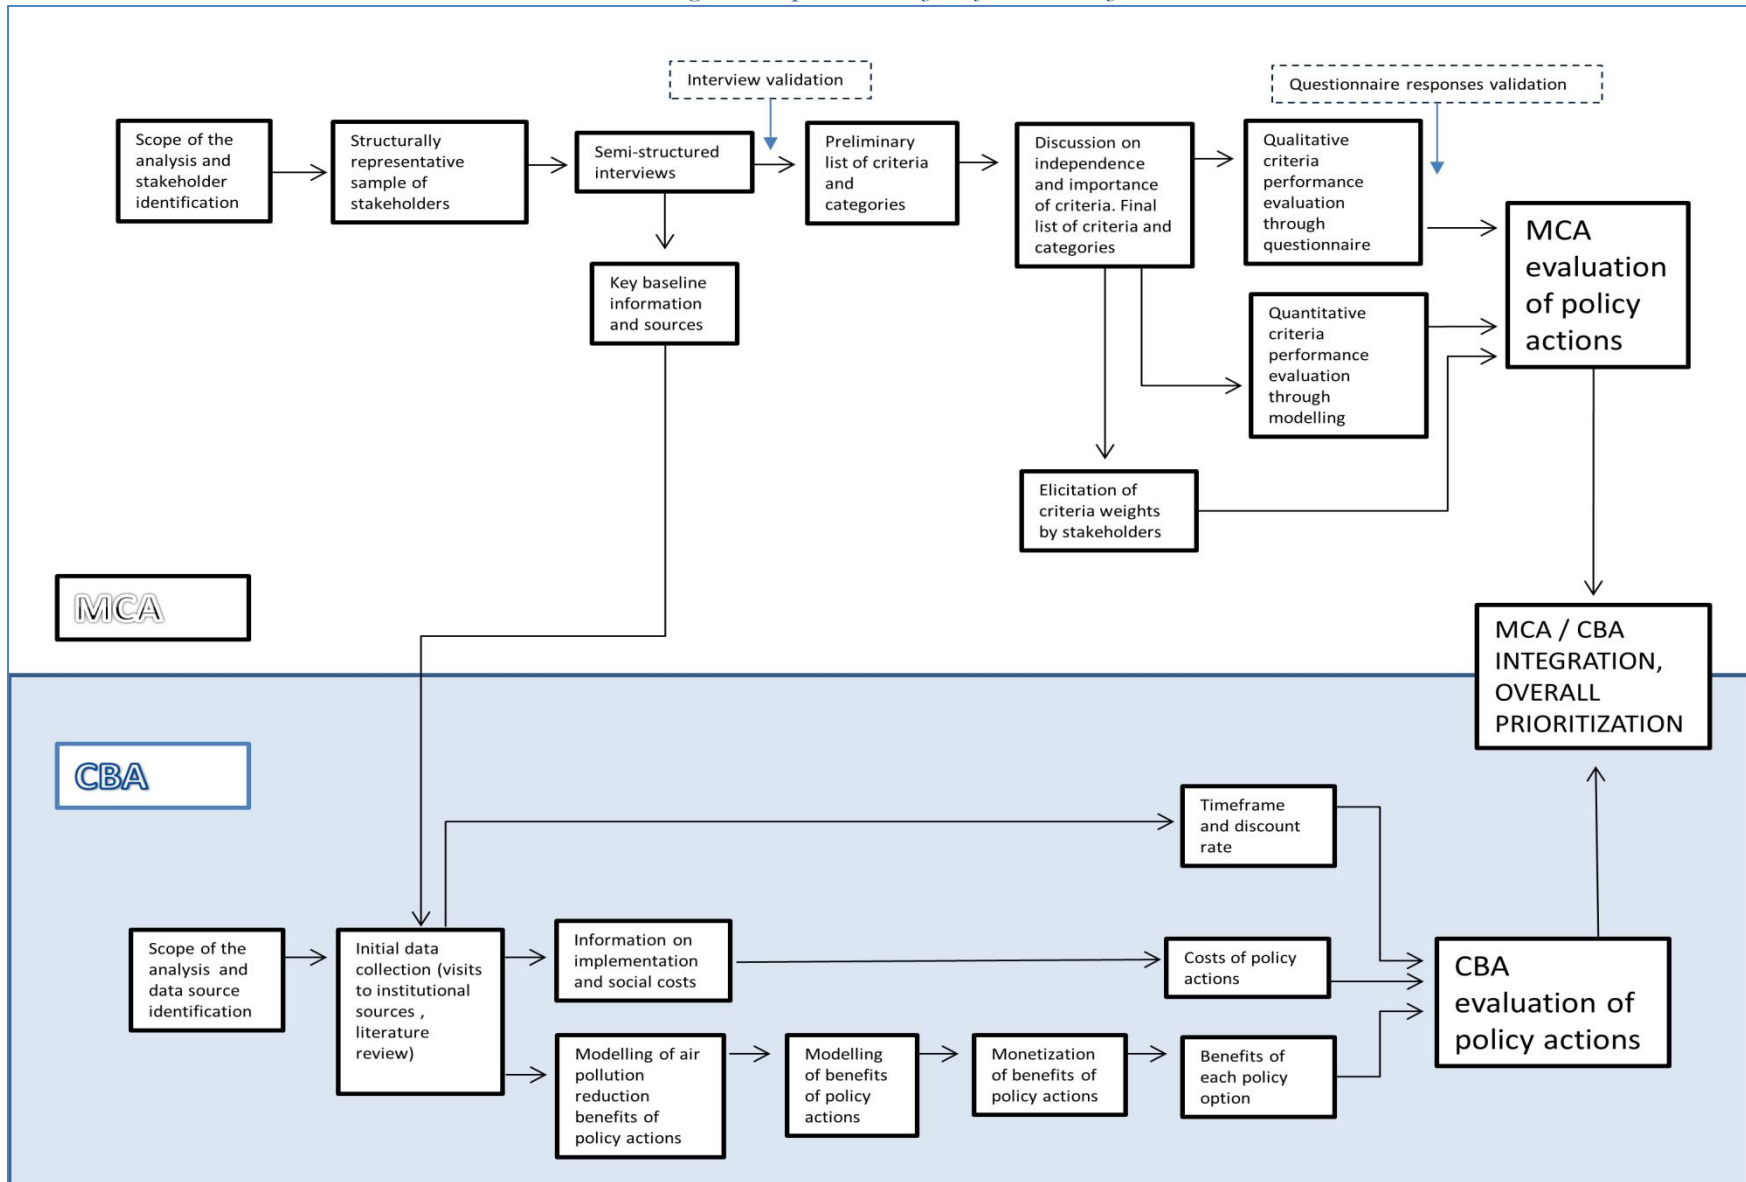 Interview validation
Questionnaire responses validation
Scope of the
analysis and
stakeholder
identification
Structurally
representative
sample of
stakeholders
Semi-structured
interviews
Preliminary
list of criteria
and
categories
Discussion on
independence
and importance
of criteria. Final
list of criteria and
categories
Qualitative
criteria
performance
evaluation
through
questionnaire
MCA
evaluation
of policy
actions
Key baseline
information
and sources
Quantitative
criteria
performance
evaluation
through
modelling
Elicitation of
criteria weights
by stakeholders
MCA
MCA / CBA
INTEGRATION,
OVERALL
PRIORITIZATION
CBA
Timeframe
and discount
rate
Scope of the
analysis and
data source
identification
Initial data
collection (visits
to institutional
sources ,
literature
review)
Information on
implementation
and social costs
Costs of policy
actions
CBA
evaluation of
policy actions
Modelling of air
pollution
reduction
benefits of
policy actions
Modelling
of benefits
of policy
actions
Monetization
of benefits of
policy actions
Benefits of
each policy
option